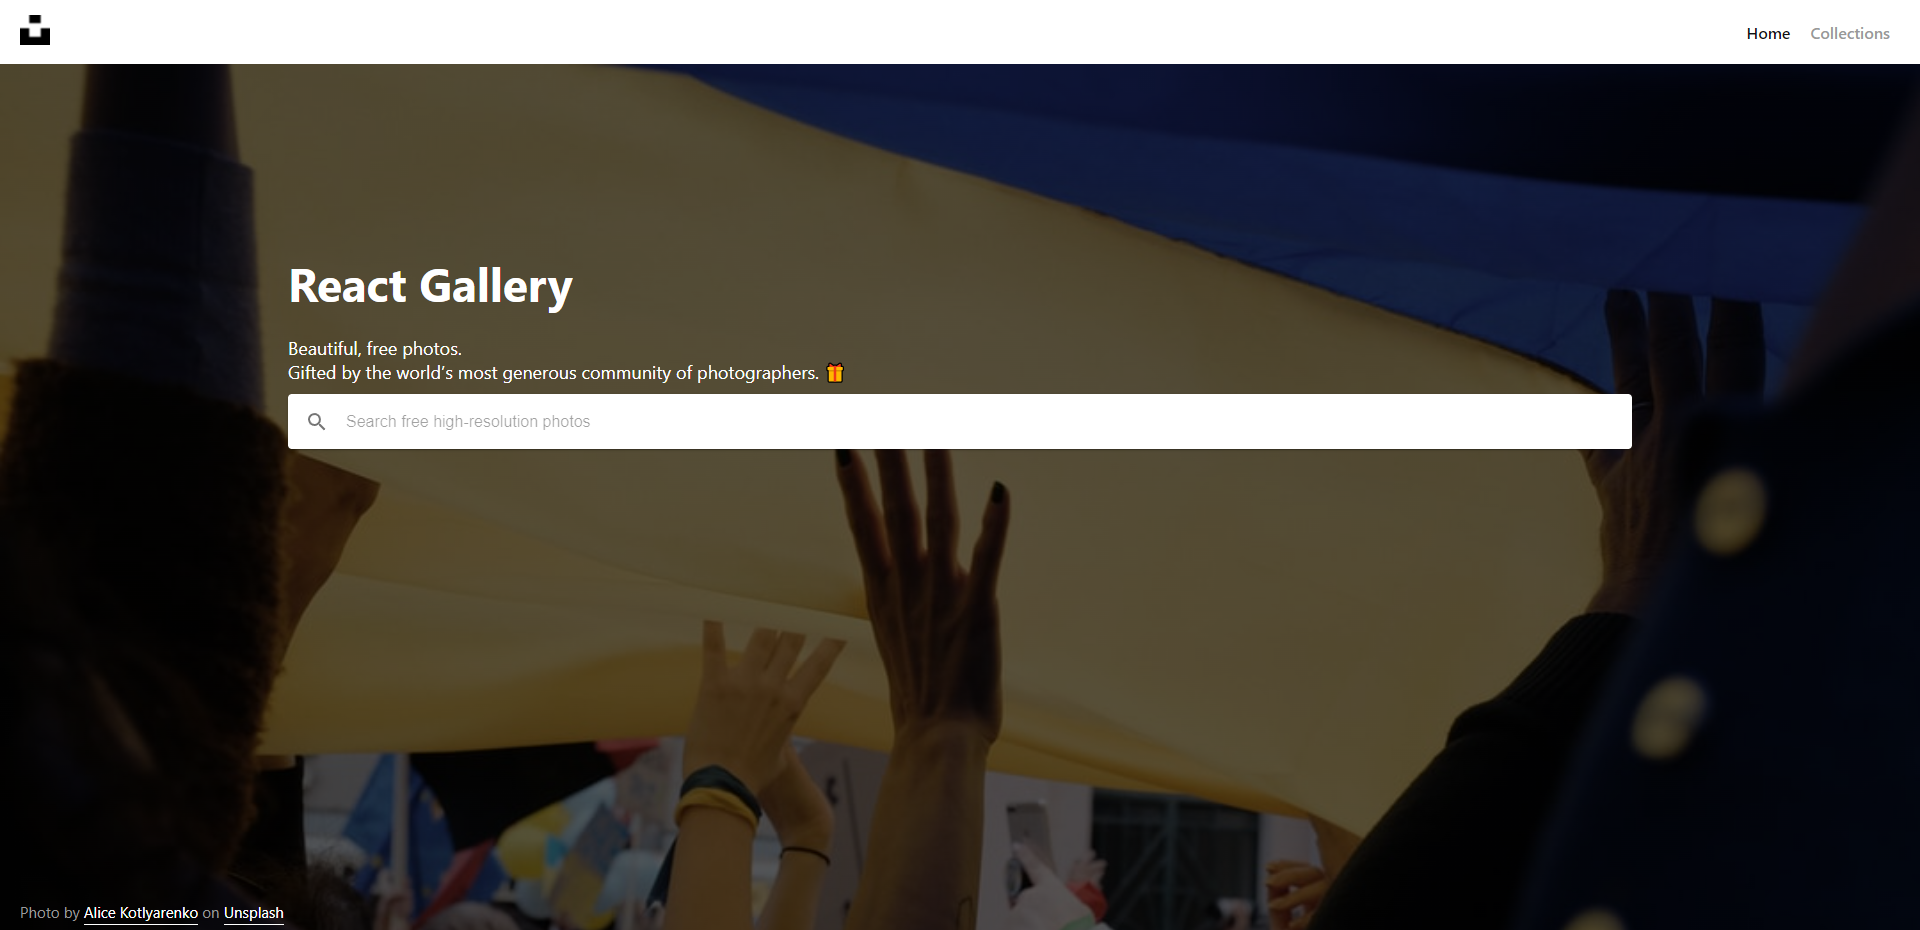 Home Collections
React Gallery
Beautiful, free photos.
Gifted by the world’s most generous community of photographers. 🎁
Search free high-resolution photos
Photo by Alice Kotlyarenko on Unsplash